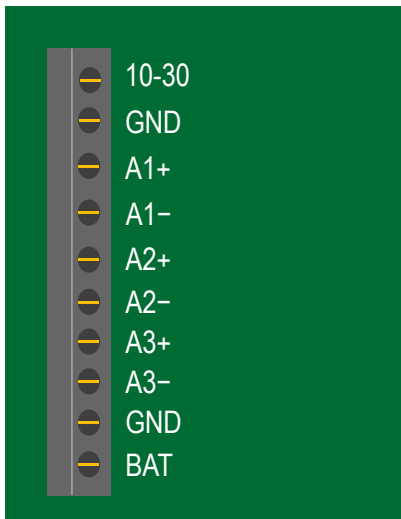 10-30
GND
A1+
A1−
A2+
A2−
A3+
A3−
GND
BAT